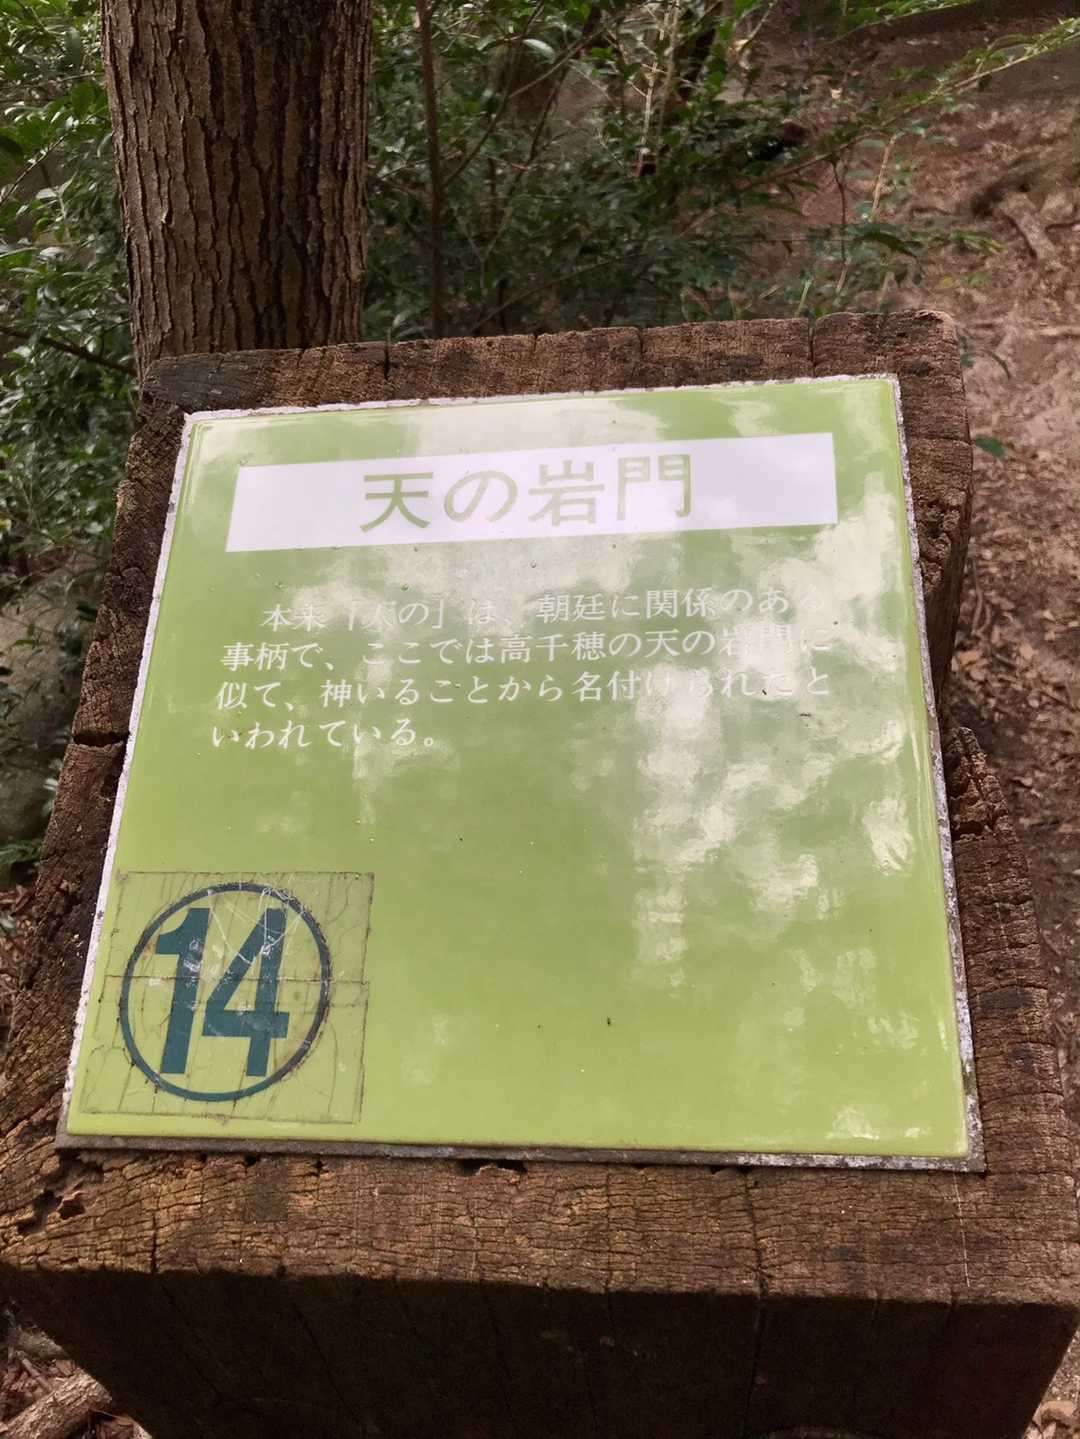 天の岩門
本来「天の」は、朝廷に関係のある
事柄で、ここでは高千穂の天の岩門に
似て、神いることから名付けられたと
いわれている。
14